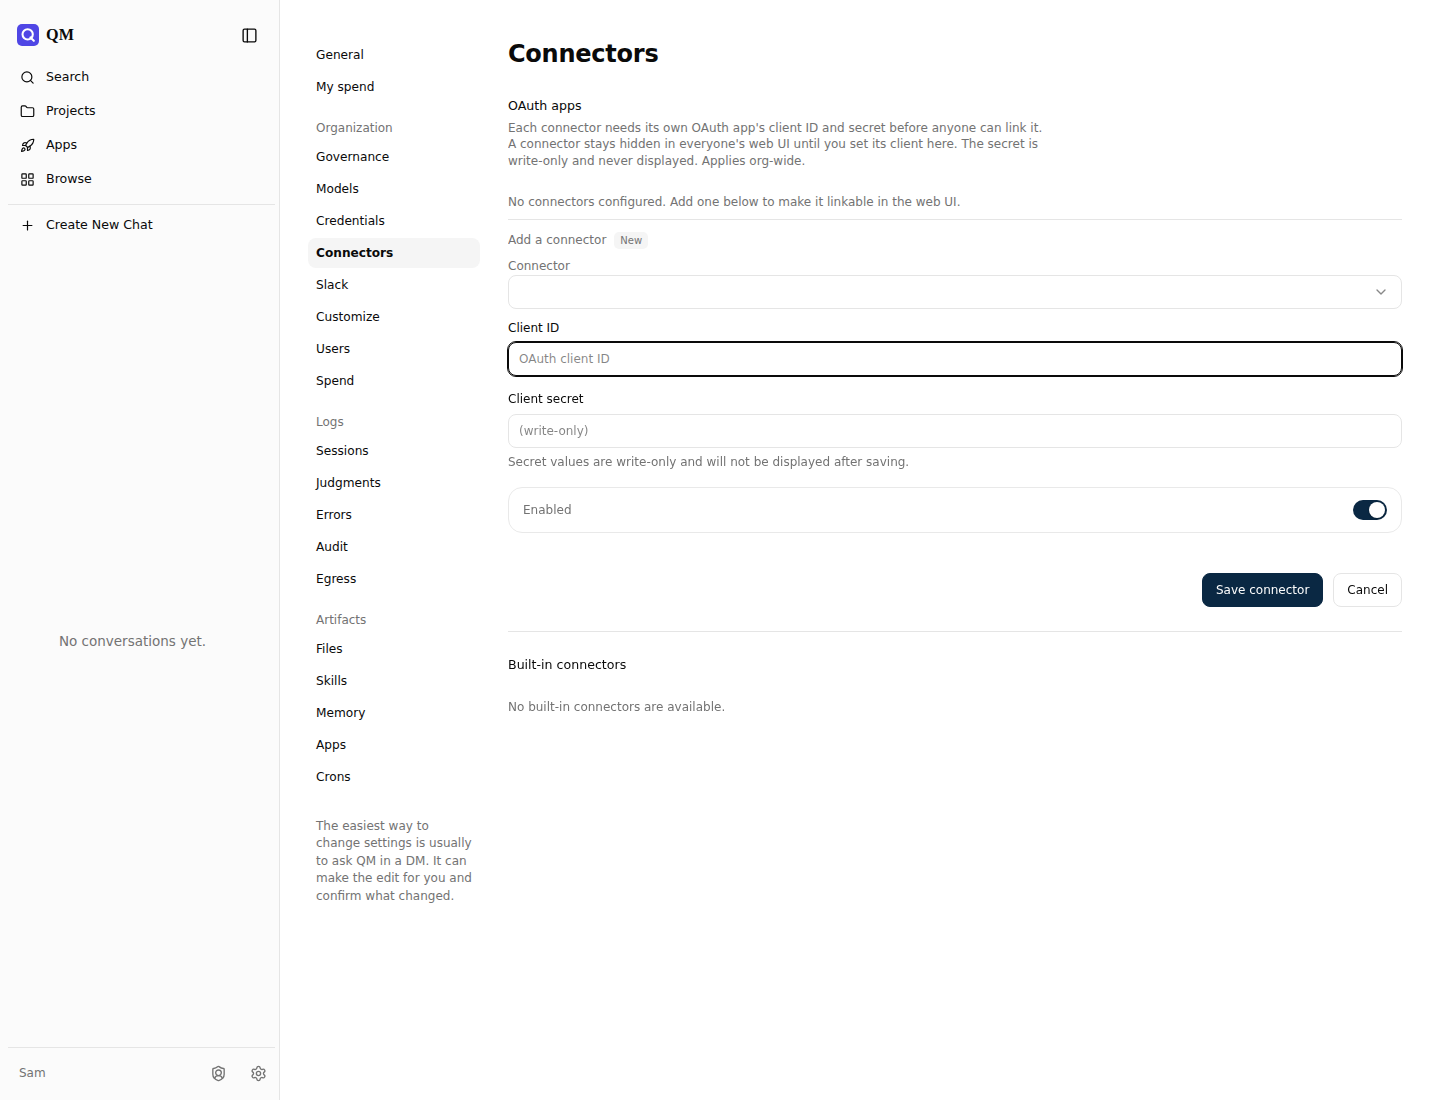 QM
Search
Projects
Apps
Browse
Create New Chat
No conversations yet.
Sam
General
My spend
Organization
Governance
Models
Credentials
Connectors
Slack
Customize
Users
Spend
Logs
Sessions
Judgments
Errors
Audit
Egress
Artifacts
Files
Skills
Memory
Apps
Crons
The easiest way to
change settings is usually
to ask QM in a DM. It can
make the edit for you and
confirm what changed.
Connectors
OAuth apps
Each connector needs its own OAuth app's client ID and secret before anyone can link it.
A connector stays hidden in everyone's web UI until you set its client here. The secret is
write-only and never displayed. Applies org-wide.
No connectors configured. Add one below to make it linkable in the web UI.
Add a connector New
Connector
Client ID
OAuth client ID
Client secret
(write-only)
Secret values are write-only and will not be displayed after saving.
Enabled
Save connector Cancel
Built-in connectors
No built-in connectors are available.